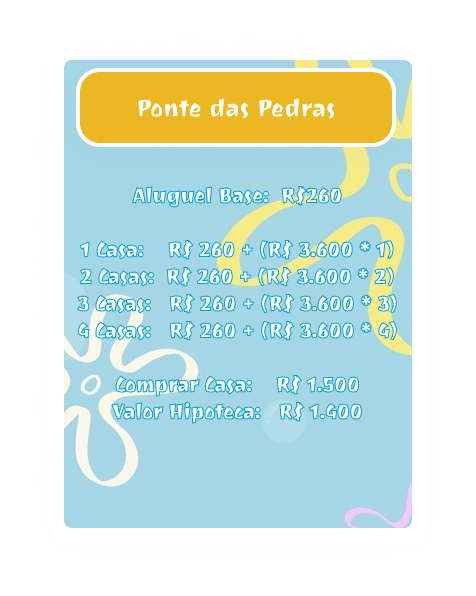 Ponte das Pedras
Aluguel Base: R$260
1 Casa: R$ 260 + (R$ 3.600 * 1)
2 Casas: R$ 260 + (R$ 3.600 * 2)
3 Casas: R$ 260 + (R$ 3.600 * 3)
4 Casas: R$ 260 + (R$ 3.600 * 4)
Comprar Casa: R$ 1.500
Valor Hipoteca: R$ 1.400